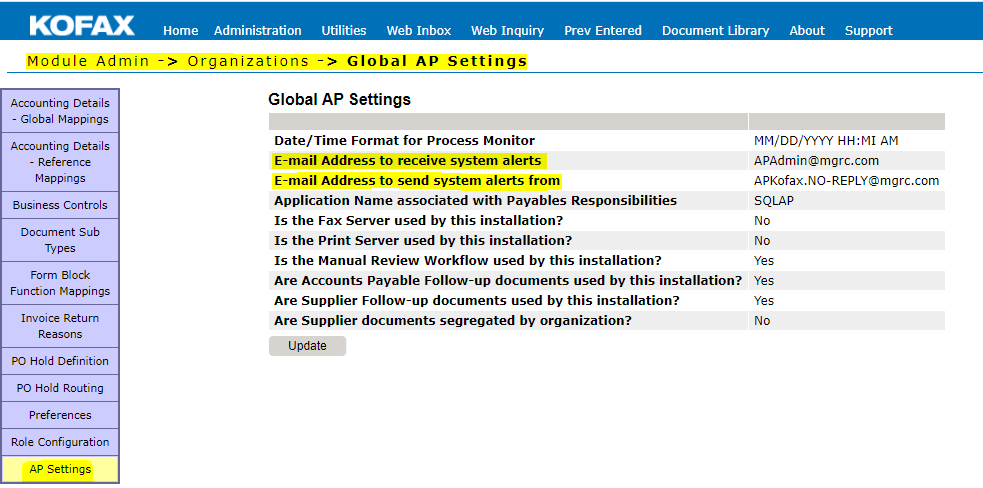 KOFAX
Home Administration Utilities Web Inbox Web Inquiry Prev Entered Document Library About Support
Module Admin -> Organizations -> Global AP Settings
Accounting Details
- Global Mappings
Accounting Details
- Reference
Mappings
Business Controls
Document Sub
Types
Form Block
Function Mappings
Invoice Return
Reasons
PO Hold Definition
PO Hold Routing
Preferences
Role Configuration
AP Settings
Global AP Settings
Date/Time Format for Process Monitor MM/DD/YYYY HH:MI AM
E-mail Address to receive system alerts APAdmin@mgrc.com
E-mail Address to send system alerts from APKofax.NO-REPLY@mgrc.com
Application Name associated with Payables Responsibilities SQLAP
Is the Fax Server used by this installation? No
Is the Print Server used by this installation? No
Is the Manual Review Workflow used by this installation? Yes
Are Accounts Payable Follow-up documents used by this installation? Yes
Are Supplier Follow-up documents used by this installation? Yes
Are Supplier documents segregated by organization? No
Update